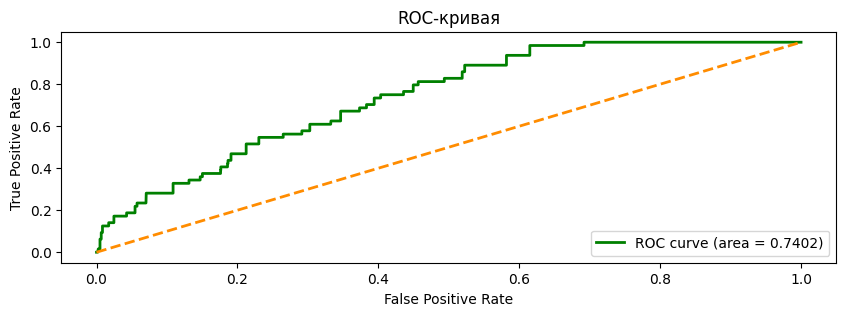 ROC-кривая
True Positive Rate
1.0
0.8
0.6
0.4
0.2
0.0
ROC curve (area = 0.7402)
0.0 0.2 0.4 0.6 0.8 1.0
False Positive Rate